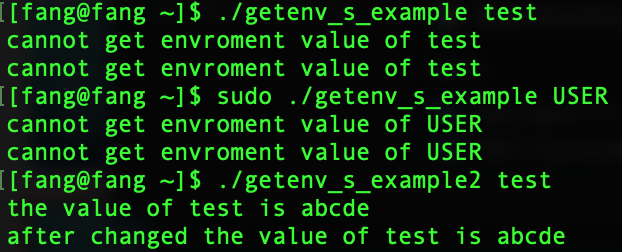 [[fang@fang ~]$ ./getenv_s_example test
cannot get envroment value of test
cannot get envroment value of test
[[fang@fang ~]$ sudo ./getenv_s_example USER
cannot get envroment value of USER
cannot get envroment value of USER
[[fang@fang ~]$ ./getenv_s_example2 test
the value of test is abcde
after changed the value of test is abcde